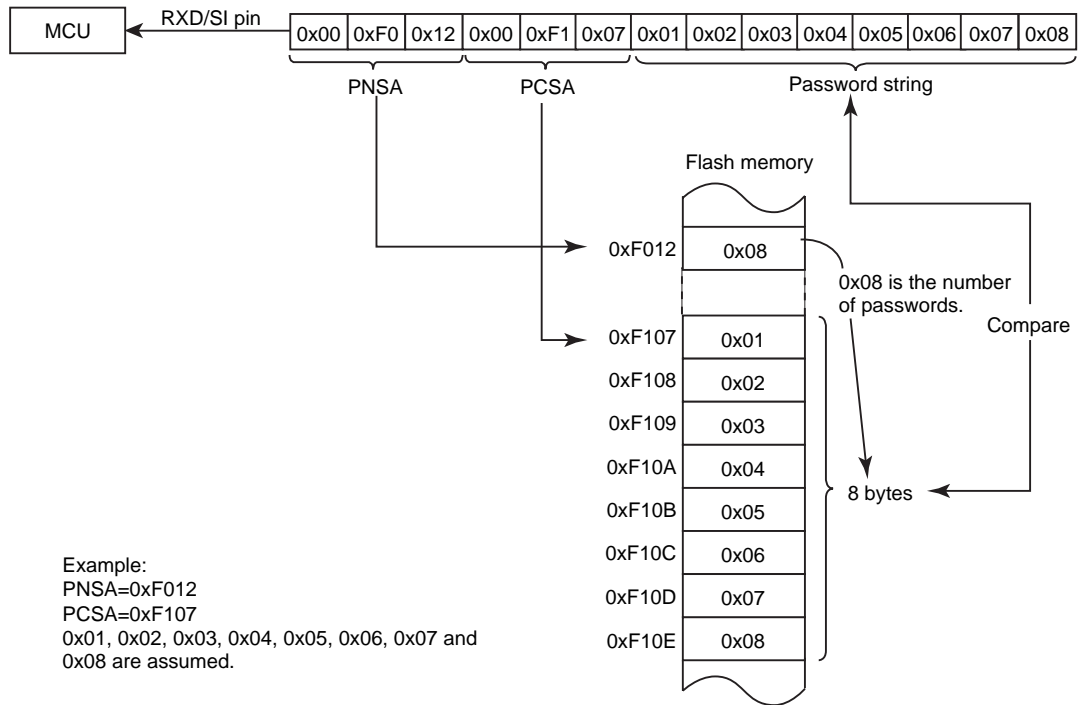 MCU
RXD/SI pin
0x00 0xF0 0x12 0x00 0xF1 0x07 0x01 0x02 0x03 0x04 0x05 0x06 0x07 0x08
PNSA PCSA Password string
Flash memory
0xF012 0x08
0x08 is the number
of passwords.
Compare
0xF107 0x01
0xF108 0x02
0xF109 0x03
0xF10A 0x04
8 bytes
0xF10B 0x05
0xF10C 0x06
0xF10D 0x07
0xF10E 0x08
Example:
PNSA=0xF012
PCSA=0xF107
0x01, 0x02, 0x03, 0x04, 0x05, 0x06, 0x07 and
0x08 are assumed.